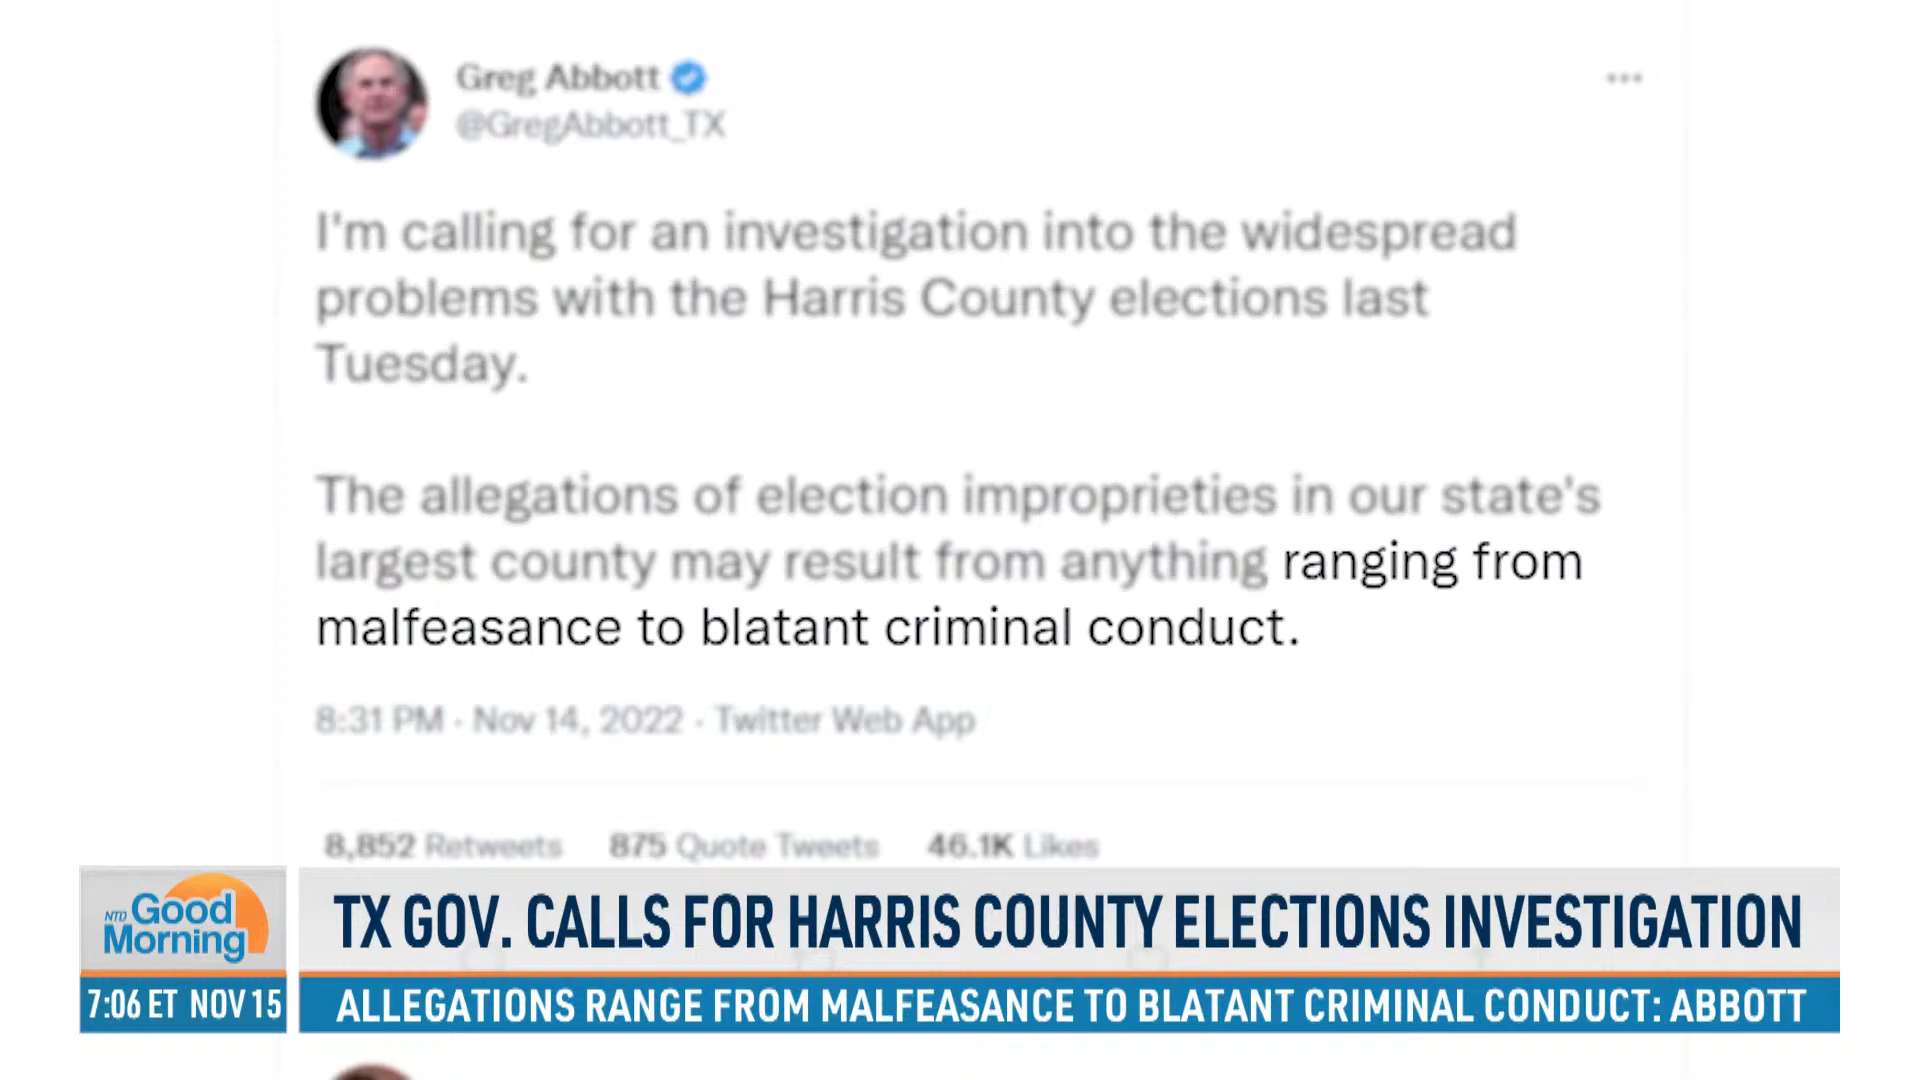 Greg Abbott
@GregAbbott_TX
I'm calling for an investigation into the widespread
problems with the Harris County elections last
Tuesday.
The allegations of election improprieties in our state's
largest county may result from anything ranging from
malfeasance to blatant criminal conduct.
8:31 PM · Nov 14, 2022 · Twitter Web App
8,852 Retweets 875 Quote Tweets 46.1K Likes
NTD Good
Morning
TX GOV. CALLS FOR HARRIS COUNTY ELECTIONS INVESTIGATION
7:06 ET NOV 15
ALLEGATIONS RANGE FROM MALFEASANCE TO BLATANT CRIMINAL CONDUCT: ABBOTT